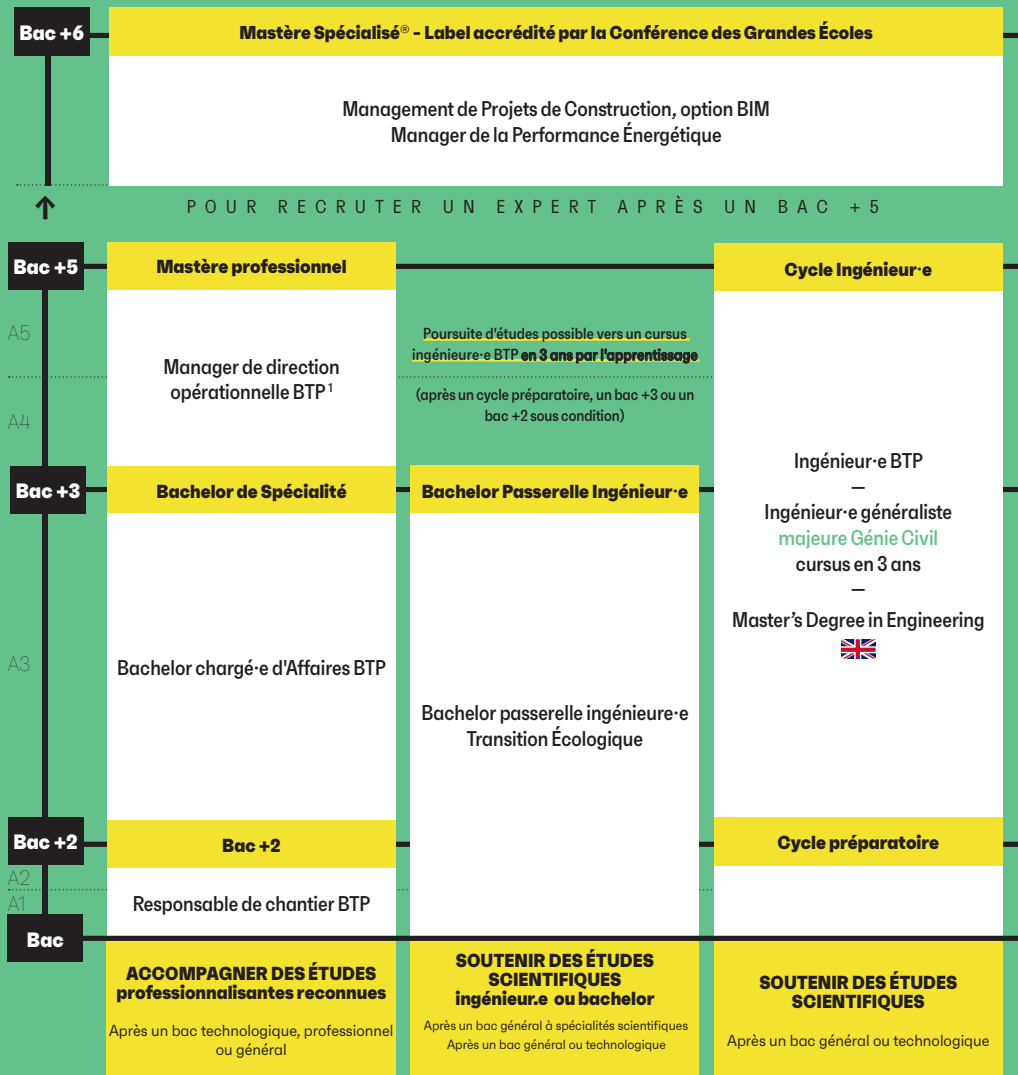 Bac +6
Mastère Spécialisé® - Label accrédité par la Conférence des Grandes Écoles
Management de Projets de Construction, option BIM
Manager de la Performance Énergétique
POUR RECRUTER UN EXPERT APRÈS UN BAC +5
Bac +5
Mastère professionnel
Cycle Ingénieur·e
A5
Poursuite d'études possible vers un cursus
ingénieur·e BTP en 3 ans par l'apprentissage
Manager de direction
opérationnelle BTP ¹
(après un cycle préparatoire, un bac +3 ou un
bac +2 sous condition)
A4
Bac +3
Bachelor de Spécialité
Bachelor Passerelle Ingénieur·e
Ingénieur·e BTP
—
Ingénieur·e généraliste
majeure Génie Civil
cursus en 3 ans
—
Master's Degree in Engineering
A3
Bachelor chargé·e d'Affaires BTP
Bachelor passerelle ingénieure·e
Transition Écologique
Bac +2
Bac +2
Cycle préparatoire
A2
A1
Responsable de chantier BTP
Bac
ACCOMPAGNER DES ÉTUDES
professionnalisantes reconnues
Après un bac technologique, professionnel
ou général
SOUTENIR DES ÉTUDES
SCIENTIFIQUES
ingénieur.e ou bachelor
Après un bac général à spécialités scientifiques
Après un bac général ou technologique
SOUTENIR DES ÉTUDES
SCIENTIFIQUES
Après un bac général ou technologique